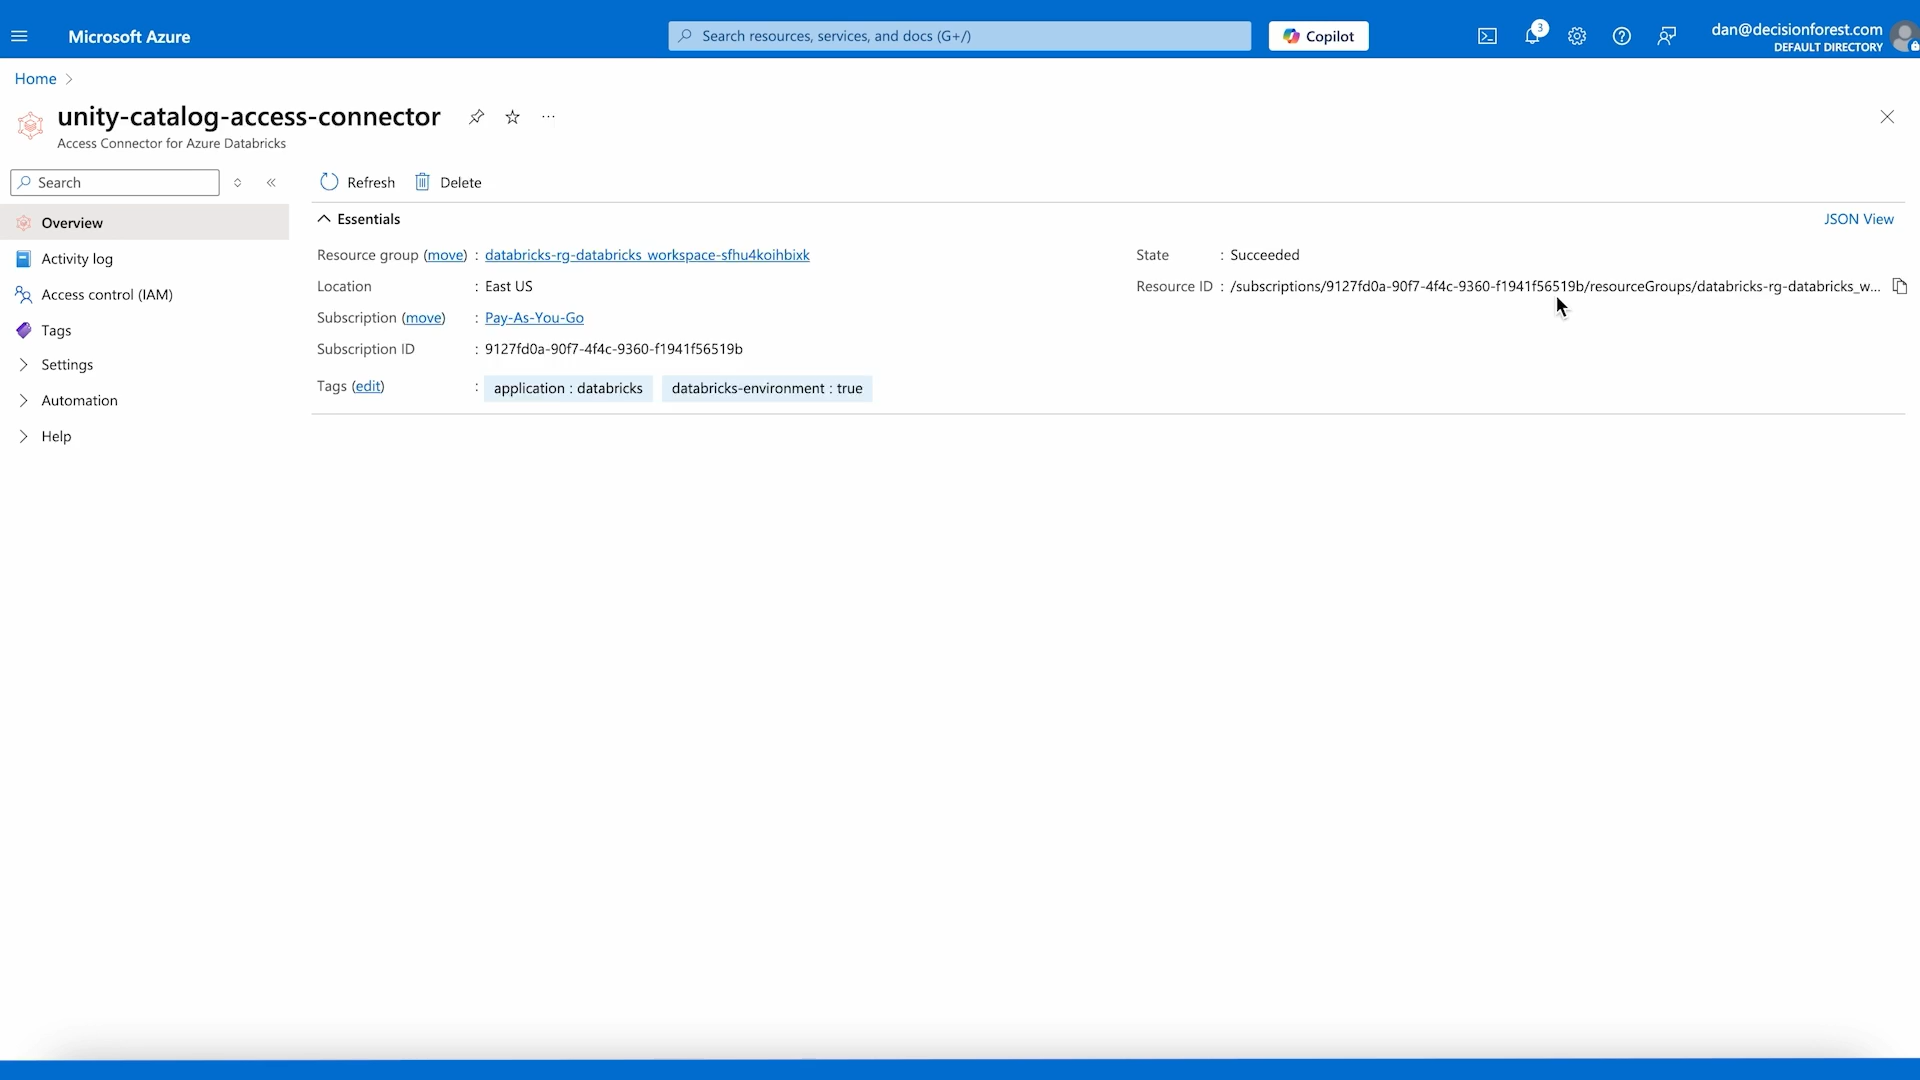 Microsoft Azure
Search resources, services, and docs (G+/)
Copilot
3
dan@decisionforest.com
DEFAULT DIRECTORY
Home
unity-catalog-access-connector
Access Connector for Azure Databricks
Search
Refresh
Delete
Overview
Activity log
Access control (IAM)
Tags
Settings
Automation
Help
Essentials
JSON View
Resource group (move) : databricks-rg-databricks_workspace-sfhu4koihbixk
Location : East US
Subscription (move) : Pay-As-You-Go
Subscription ID : 9127fd0a-90f7-4f4c-9360-f1941f56519b
Tags (edit) : application : databricks databricks-environment : true
State : Succeeded
Resource ID : /subscriptions/9127fd0a-90f7-4f4c-9360-f1941f56519b/resourceGroups/databricks-rg-databricks_w...